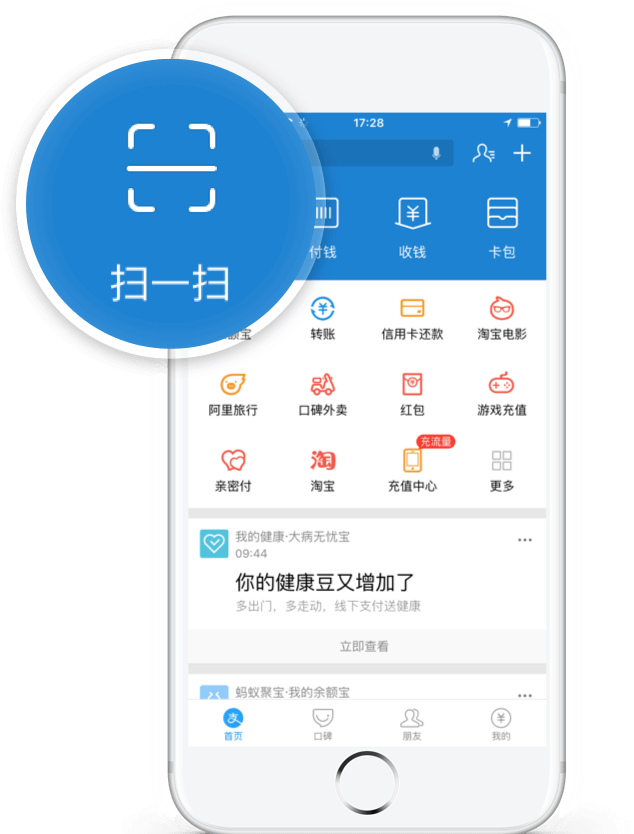 17:28
扫一扫
付钱
收钱
卡包
额宝
转账
信用卡还款
淘宝电影
阿里旅行
口碑外卖
红包
游戏充值
充流量
亲密付
淘
淘宝
充值中心
更多
我的健康·大病无忧宝
09:44
你的健康豆又增加了
多出门，多走动，线下支付送健康
立即查看
蚂蚁聚宝·我的余额宝
支
首页
口碑
朋友
我的